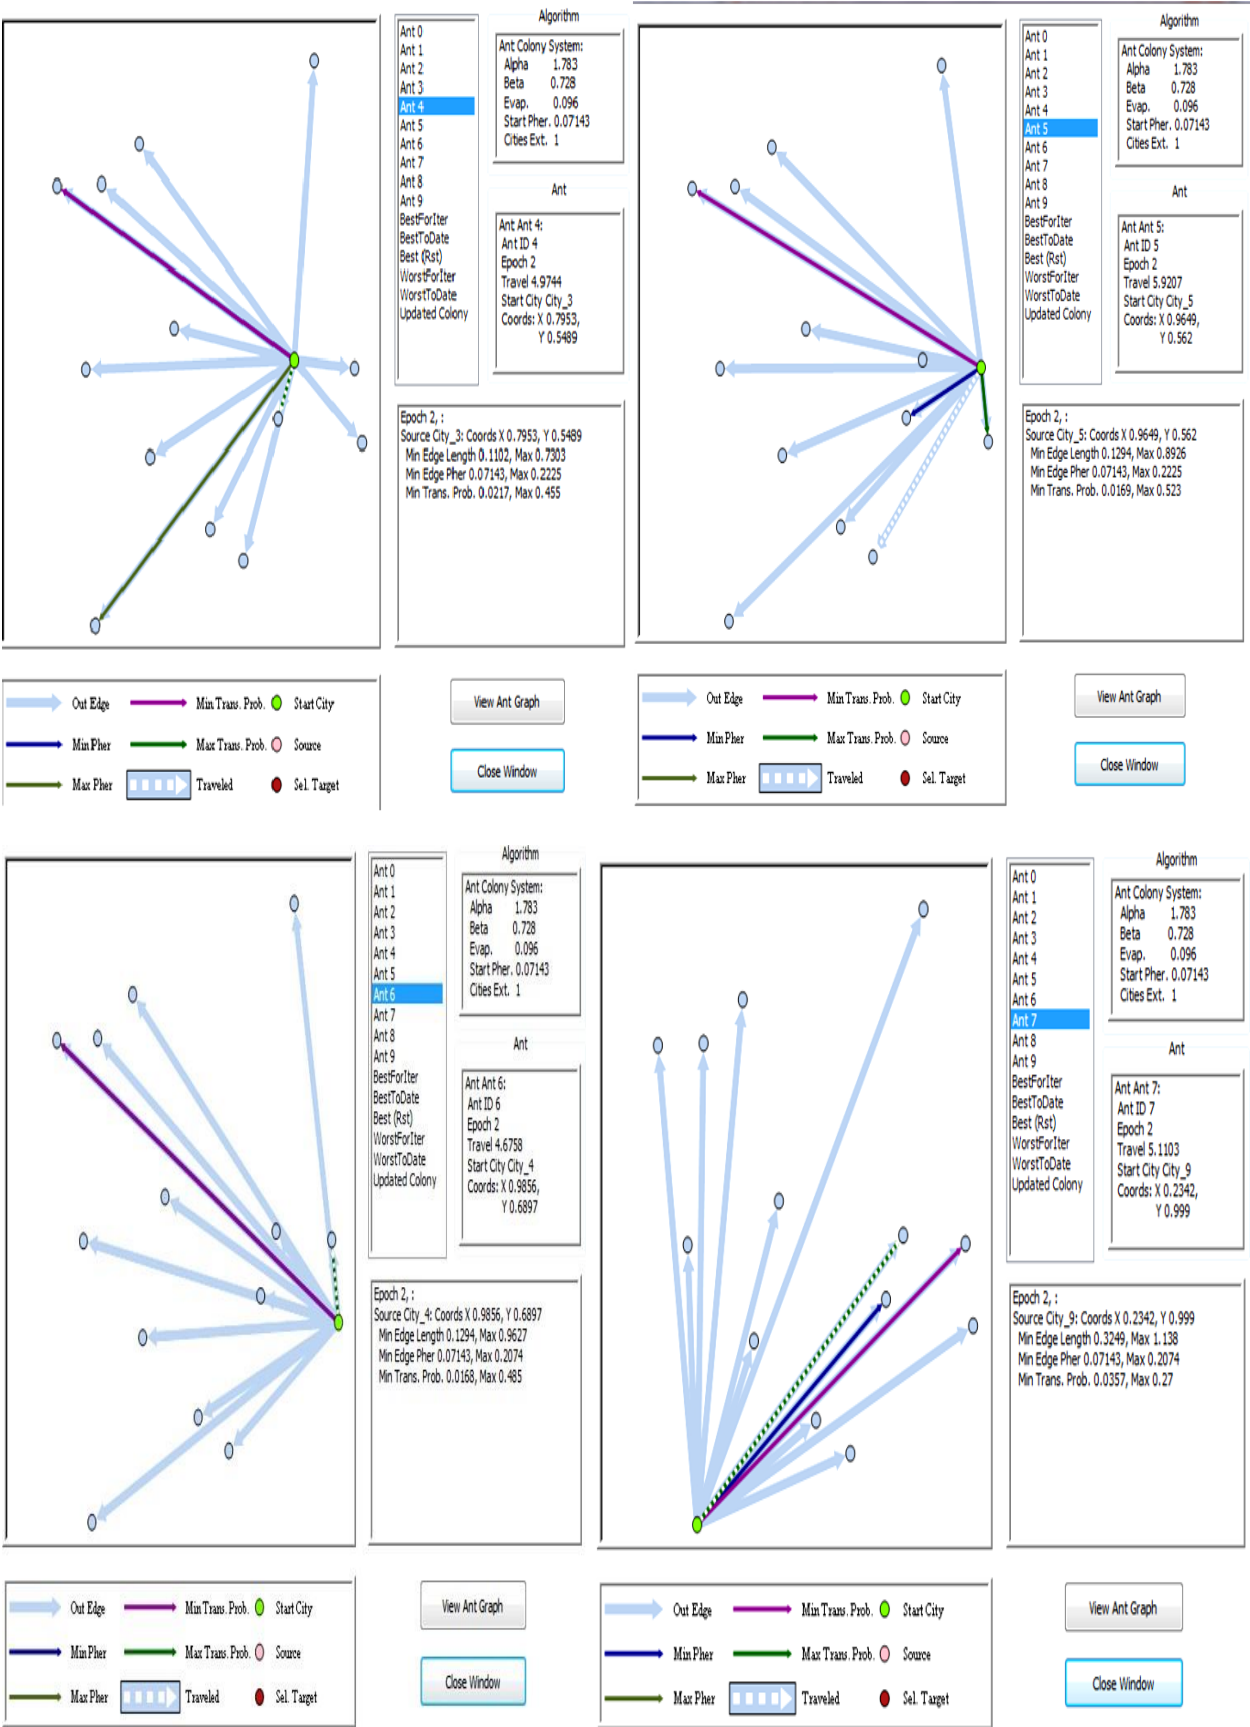 Algorithm
Ant 0
Ant 1
Ant 2
Ant 3
Ant 4
Ant 5
Ant 6
Ant 7
Ant 8
Ant 9
BestForIter
BestToDate
Best (Rst)
WorstForIter
WorstToDate
Updated Colony
Ant Colony System:
Alpha 1.783
Beta 0.728
Evap. 0.096
Start Pher. 0.07143
Cities Ext. 1
Ant
Ant Ant 4:
Ant ID 4
Epoch 2
Travel 4.9744
Start City City_3
Coords: X 0.7953,
Y 0.5489
Epoch 2, :
Source City_3: Coords X 0.7953, Y 0.5489
Min Edge Length 0.1102, Max 0.7303
Min Edge Pher 0.07143, Max 0.2225
Min Trans. Prob. 0.0217, Max 0.455
Out Edge Min Trans. Prob. Start City
Min Pher Max Trans. Prob. Source
Max Pher Traveled Sel. Target
View Ant Graph
Close Window
Algorithm
Ant 0
Ant 1
Ant 2
Ant 3
Ant 4
Ant 5
Ant 6
Ant 7
Ant 8
Ant 9
BestForIter
BestToDate
Best (Rst)
WorstForIter
WorstToDate
Updated Colony
Ant Colony System:
Alpha 1.783
Beta 0.728
Evap. 0.096
Start Pher. 0.07143
Cities Ext. 1
Ant
Ant Ant 5:
Ant ID 5
Epoch 2
Travel 5.9207
Start City City_5
Coords: X 0.9649,
Y 0.562
Epoch 2, :
Source City_5: Coords X 0.9649, Y 0.562
Min Edge Length 0.1294, Max 0.8926
Min Edge Pher 0.07143, Max 0.2225
Min Trans. Prob. 0.0169, Max 0.523
Out Edge Min Trans. Prob. Start City
Min Pher Max Trans. Prob. Source
Max Pher Traveled Sel. Target
View Ant Graph
Close Window
Algorithm
Ant 0
Ant 1
Ant 2
Ant 3
Ant 4
Ant 5
Ant 6
Ant 7
Ant 8
Ant 9
BestForIter
BestToDate
Best (Rst)
WorstForIter
WorstToDate
Updated Colony
Ant Colony System:
Alpha 1.783
Beta 0.728
Evap. 0.096
Start Pher. 0.07143
Cities Ext. 1
Ant
Ant Ant 6:
Ant ID 6
Epoch 2
Travel 4.6758
Start City City_4
Coords: X 0.9856,
Y 0.6897
Epoch 2, :
Source City_4: Coords X 0.9856, Y 0.6897
Min Edge Length 0.1294, Max 0.9627
Min Edge Pher 0.07143, Max 0.2074
Min Trans. Prob. 0.0168, Max 0.485
Out Edge Min Trans. Prob. Start City
Min Pher Max Trans. Prob. Source
Max Pher Traveled Sel. Target
View Ant Graph
Close Window
Algorithm
Ant 0
Ant 1
Ant 2
Ant 3
Ant 4
Ant 5
Ant 6
Ant 7
Ant 8
Ant 9
BestForIter
BestToDate
Best (Rst)
WorstForIter
WorstToDate
Updated Colony
Ant Colony System:
Alpha 1.783
Beta 0.728
Evap. 0.096
Start Pher. 0.07143
Cities Ext. 1
Ant
Ant Ant 7:
Ant ID 7
Epoch 2
Travel 5.1103
Start City City_9
Coords: X 0.2342,
Y 0.999
Epoch 2, :
Source City_9: Coords X 0.2342, Y 0.999
Min Edge Length 0.3249, Max 1.138
Min Edge Pher 0.07143, Max 0.2074
Min Trans. Prob. 0.0357, Max 0.27
Out Edge Min Trans. Prob. Start City
Min Pher Max Trans. Prob. Source
Max Pher Traveled Sel. Target
View Ant Graph
Close Window